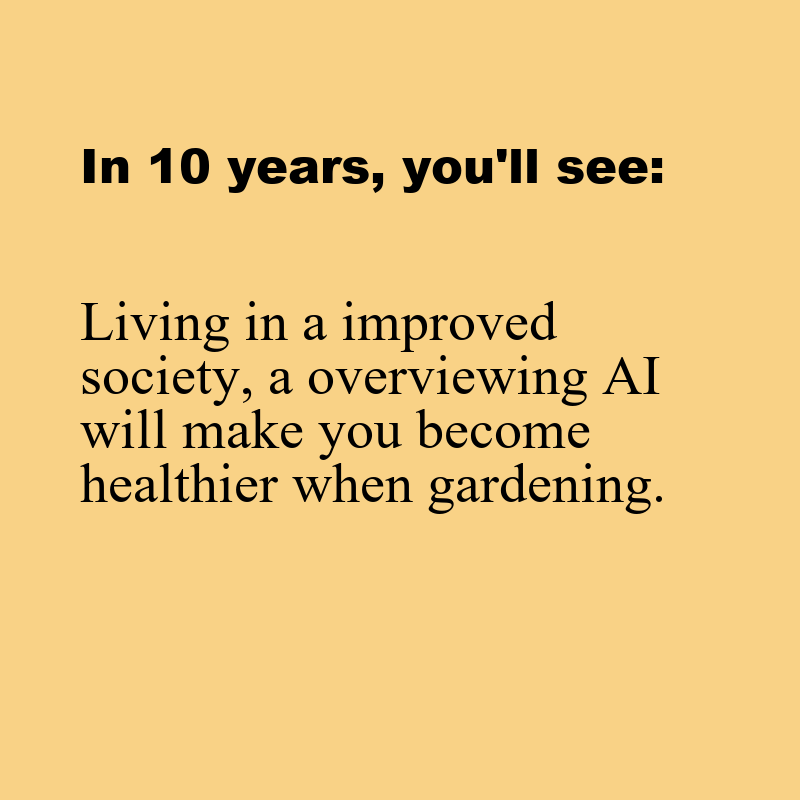 In 10 years, you'll see:
Living in a improved
society, a overviewing AI
will make you become
healthier when gardening.